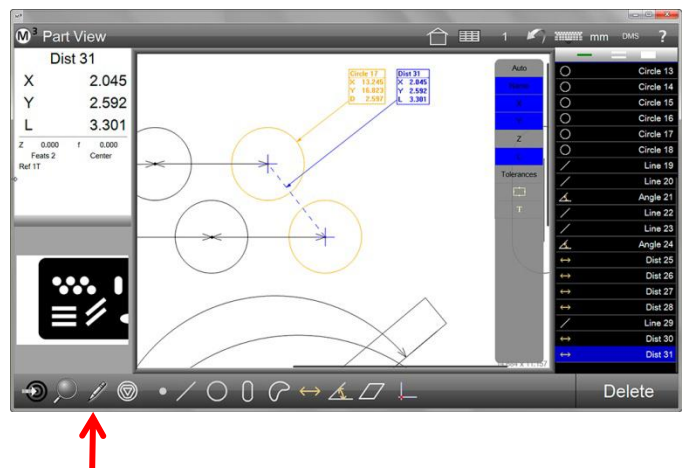 M³ Part View
1
mm
DMS
?
Dist 31
X 2.045
Y 2.592
L 3.301
Z 0.000 f 0.000
Feats 2 Center
Ref 1T
Circle 17
X 13.245
Y 16.823
D 2.597
Dist 31
X 2.045
Y 2.592
L 3.301
Auto
X
Y
Z
Tolerances
T
Circle 13
Circle 14
Circle 15
Circle 16
Circle 17
Circle 18
Line 19
Line 20
Angle 21
Line 22
Line 23
Angle 24
Dist 25
Dist 26
Dist 27
Dist 28
Line 29
Dist 30
Dist 31
Delete